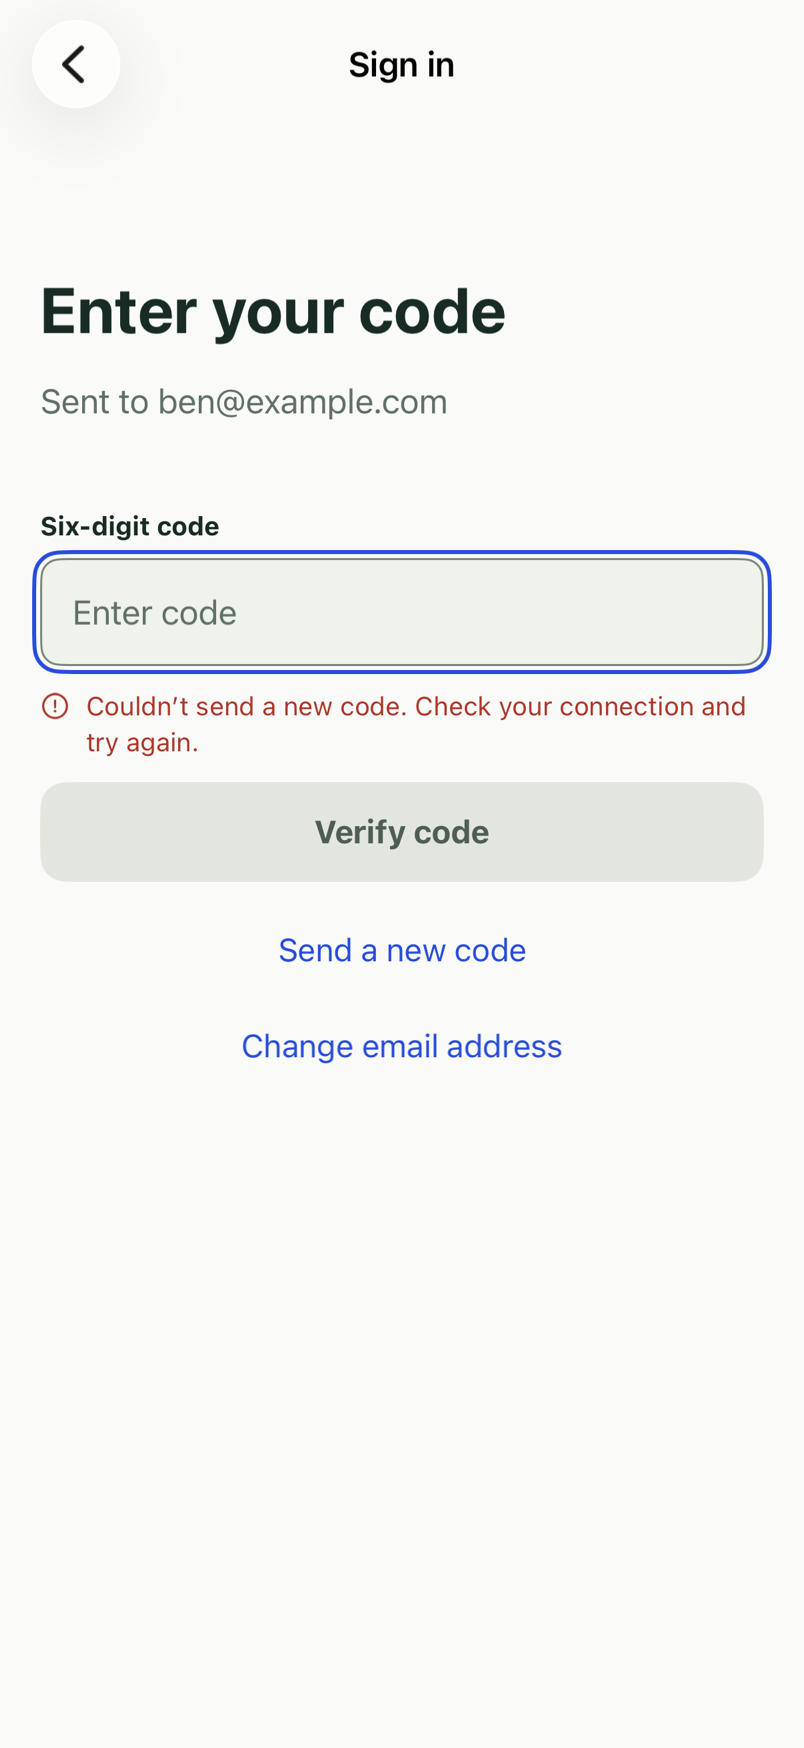 Sign in
Enter your code
Sent to ben@example.com
Six-digit code
Enter code
Couldn’t send a new code. Check your connection and
try again.
Verify code
Send a new code
Change email address